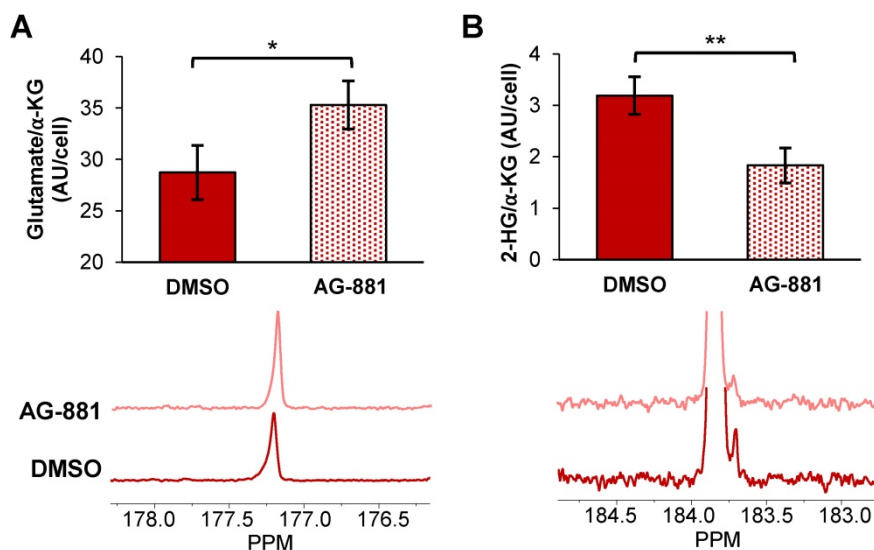 A
Glutamate/α-KG
(AU/cell)
40
35
30
25
20
*
DMSO
AG-881
AG-881
DMSO
178.0
177.5
177.0
176.5
PPM
B
2-HG/α-KG (AU/cell)
4
3
2
1
0
**
DMSO
AG-881
184.5
184.0
183.5
183.0
PPM